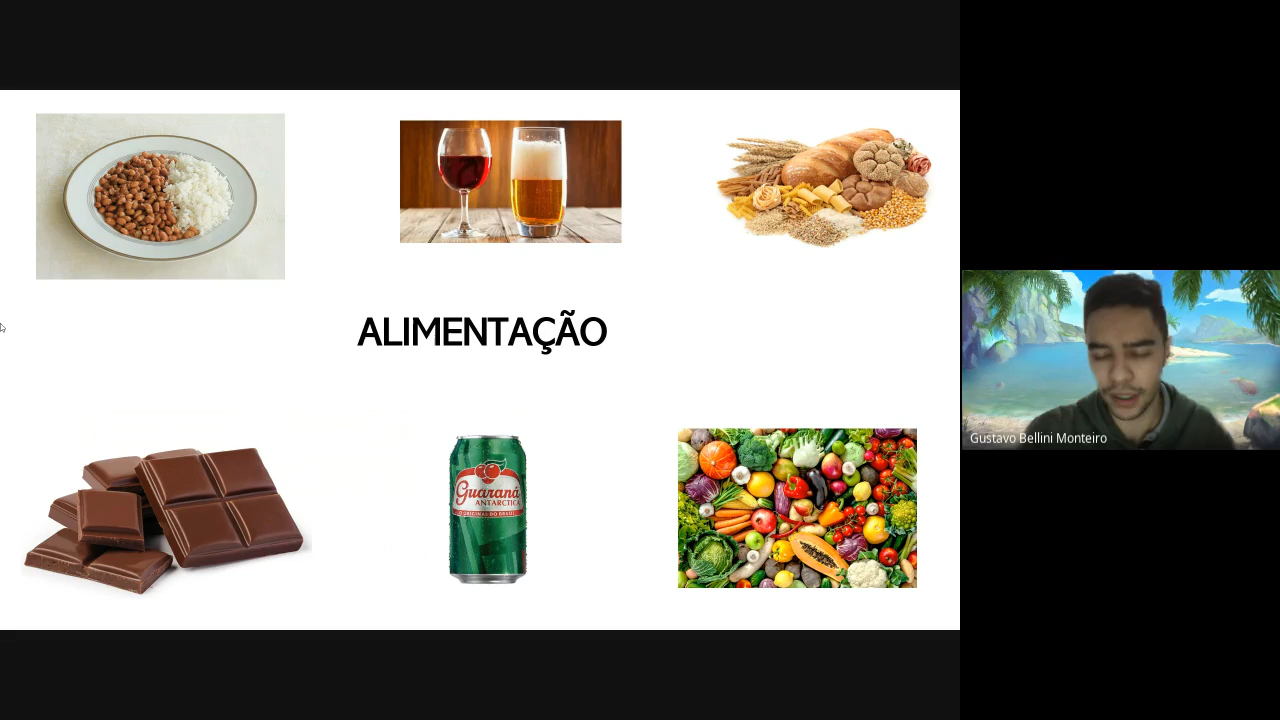 ALIMENTAÇÃO
Guaraná
ANTARCTICA
O ORIGINAL DO BRASIL
Gustavo Bellini Monteiro